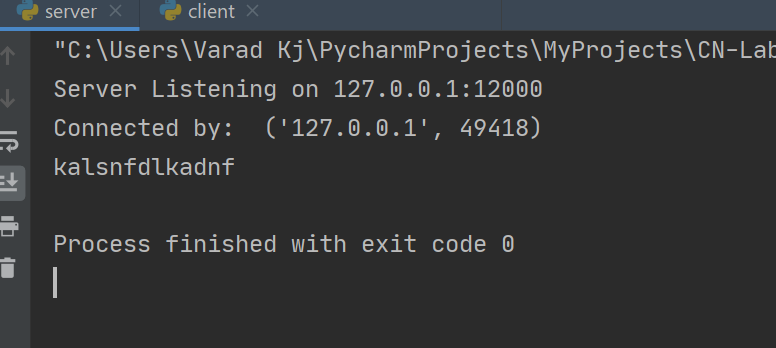 server client
"C:\Users\Varad Kj\PycharmProjects\MyProjects\CN-Lab
Server Listening on 127.0.0.1:12000
Connected by:  ('127.0.0.1', 49418)
kalsnfdlkadnf
Process finished with exit code 0